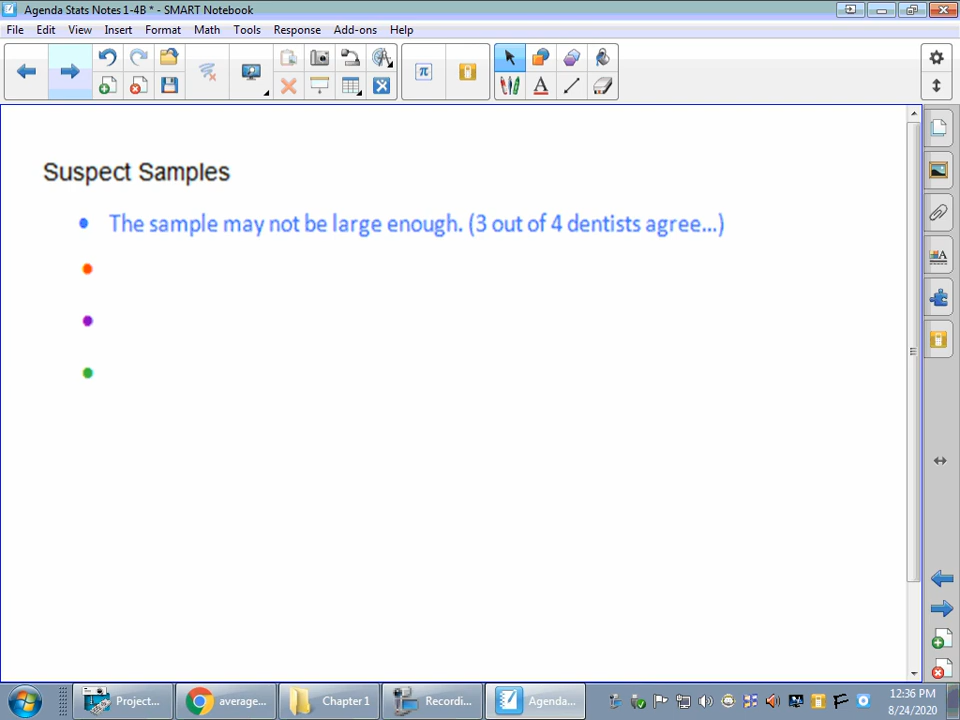 Agenda Stats Notes 1-4B * - SMART Notebook
File Edit View Insert Format Math Tools Response Add-ons Help
π
A
A
Suspect Samples
• The sample may not be large enough. (3 out of 4 dentists agree...)
•
•
•
Project... average... Chapter 1 Recordi... Agenda... 12:36 PM
8/24/2020